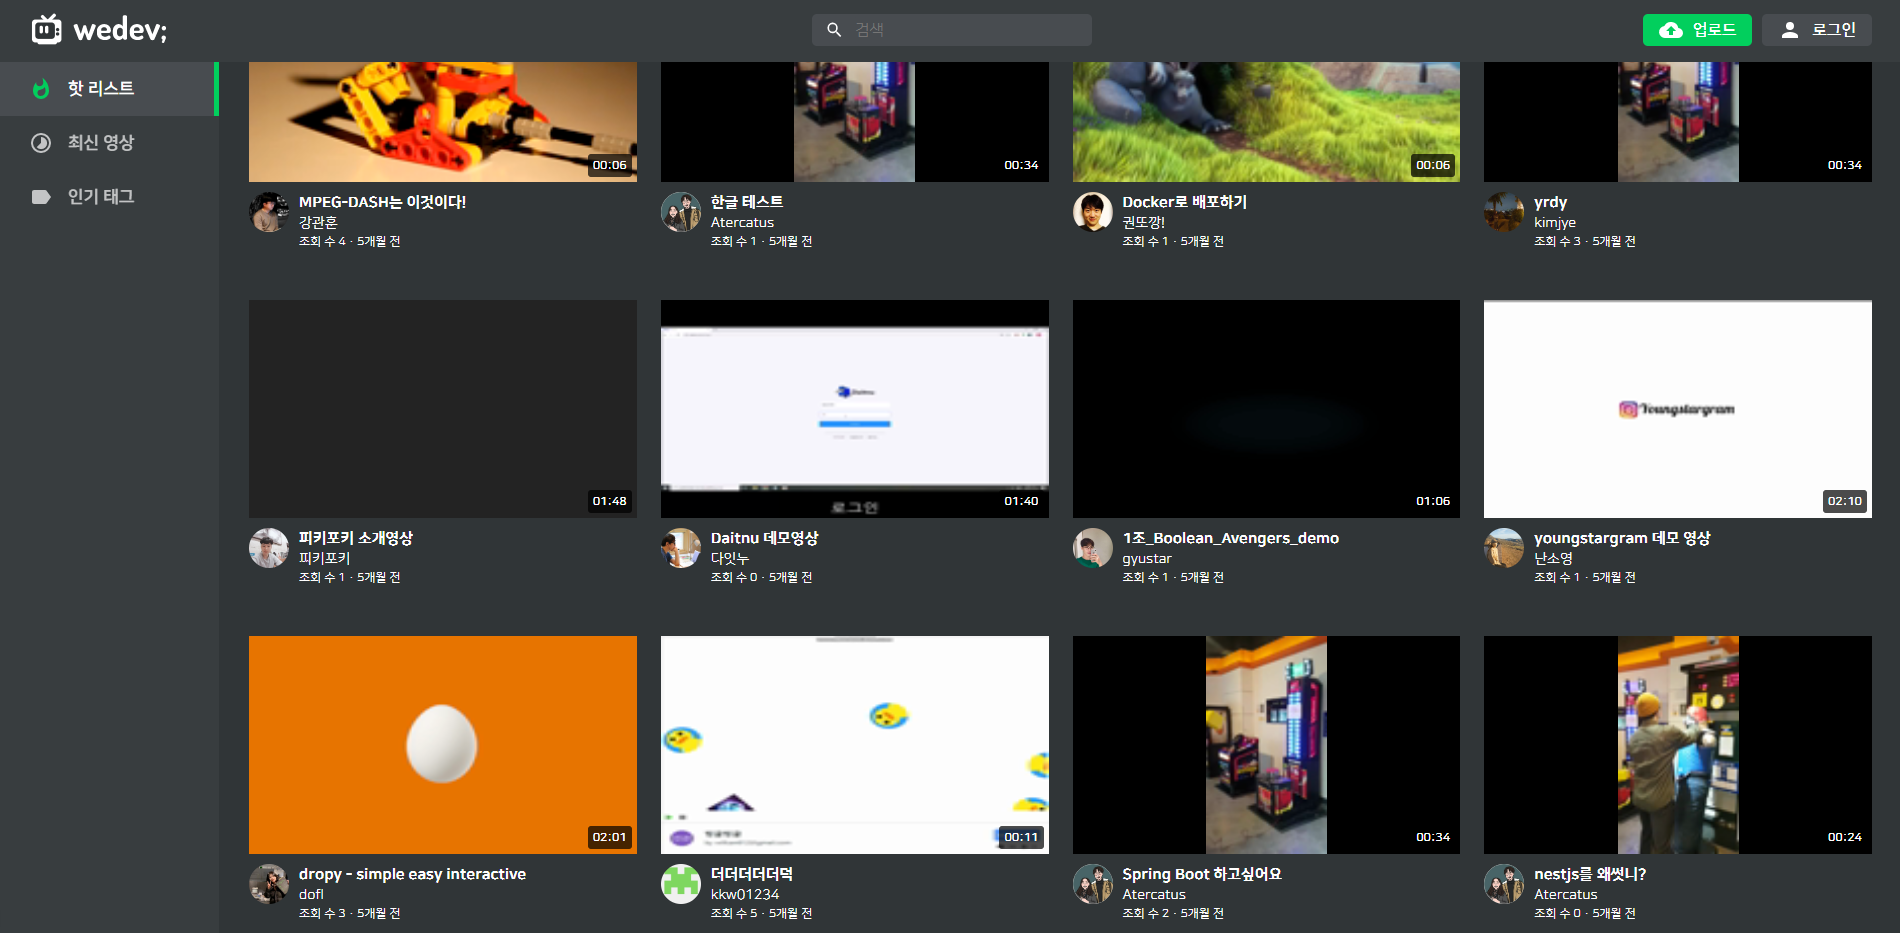 wedev;
검색
업로드
로그인
핫 리스트
최신 영상
인기 태그
00:06
00:34
00:06
00:34
MPEG-DASH는 이것이다!
강관훈
조회 수 4 · 5개월 전
한글 테스트
Atercatus
조회 수 1 · 5개월 전
Docker로 배포하기
권또깡!
조회 수 1 · 5개월 전
yrdy
kimjye
조회 수 3 · 5개월 전
01:48
Daitnu
로그인
01:40
01:06
Youngstargram
02:10
피키포키 소개영상
피키포키
조회 수 1 · 5개월 전
Daitnu 데모영상
다잇누
조회 수 0 · 5개월 전
1조_Boolean_Avengers_demo
gyustar
조회 수 1 · 5개월 전
youngstargram 데모 영상
난소영
조회 수 1 · 5개월 전
02:01
00:11
00:34
00:24
dropy - simple easy interactive
dofl
조회 수 3 · 5개월 전
더더더더더덕
kkw01234
조회 수 5 · 5개월 전
Spring Boot 하고싶어요
Atercatus
조회 수 2 · 5개월 전
nestjs를 왜썻니?
Atercatus
조회 수 0 · 5개월 전